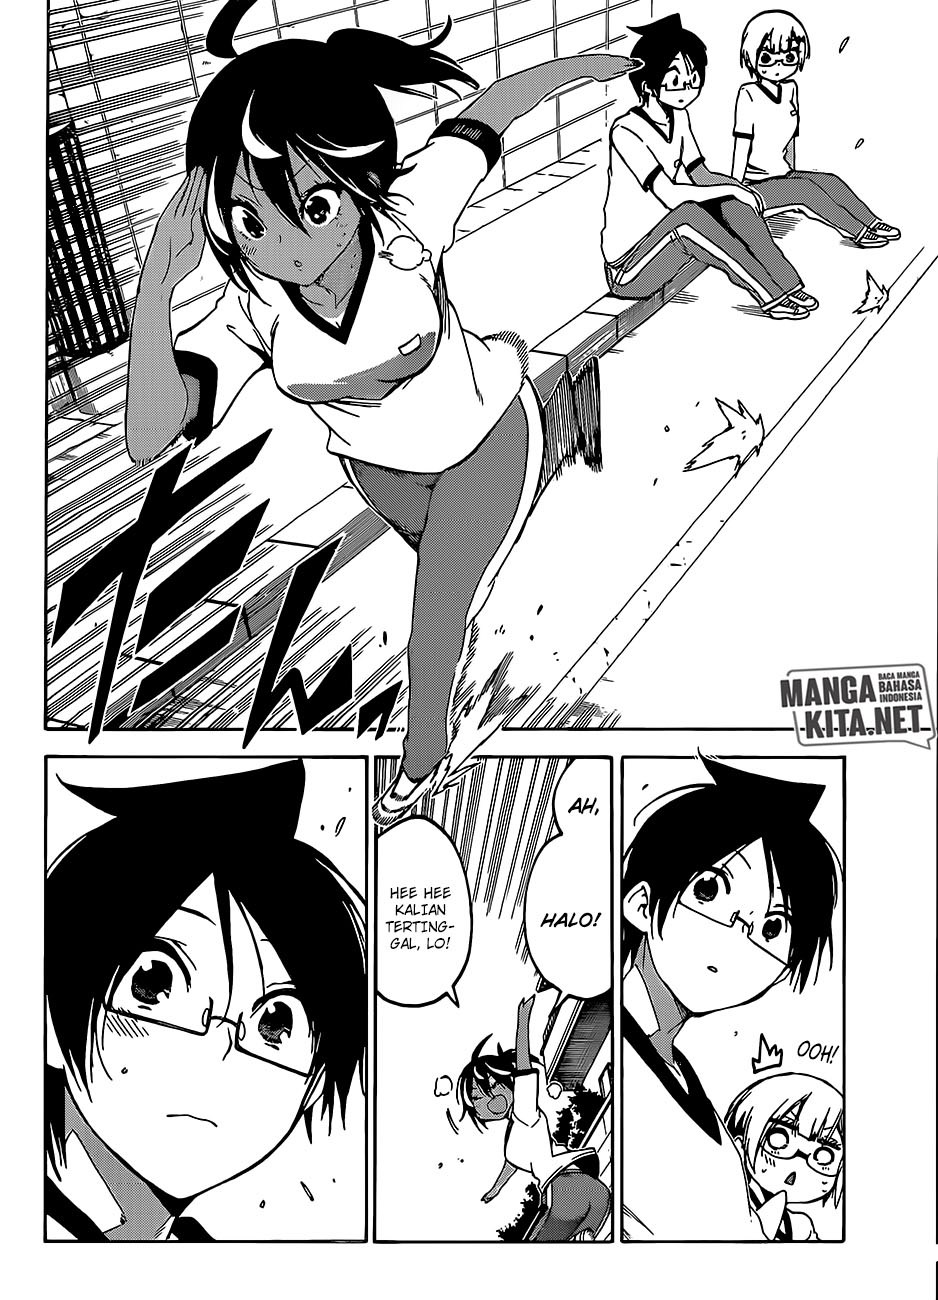 MANGA
BACA MANGA
BAHASA
INDONESIA
-KITA.NET-
AH,
HALO!
HEE HEE
KALIAN
TERTING-
GAL, LO!
OOH!